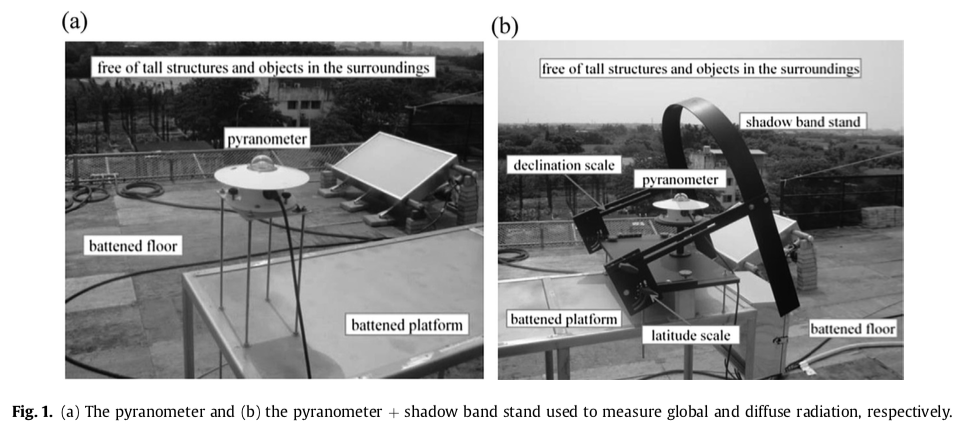 (a)
free of tall structures and objects in the surroundings
pyranometer
battened floor
battened platform
(b)
free of tall structures and objects in the surroundings
shadow band stand
declination scale
pyranometer
battened platform
latitude scale
battened floor
Fig. 1. (a) The pyranometer and (b) the pyranometer + shadow band stand used to measure global and diffuse radiation, respectively.